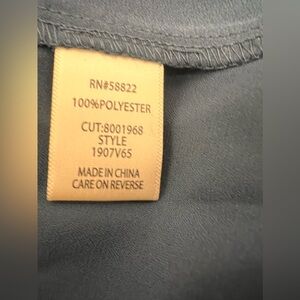 RN#58822
100%POLYESTER
CUT:8001968
STYLE
1907V65
MADE IN CHINA
CARE ON REVERSE